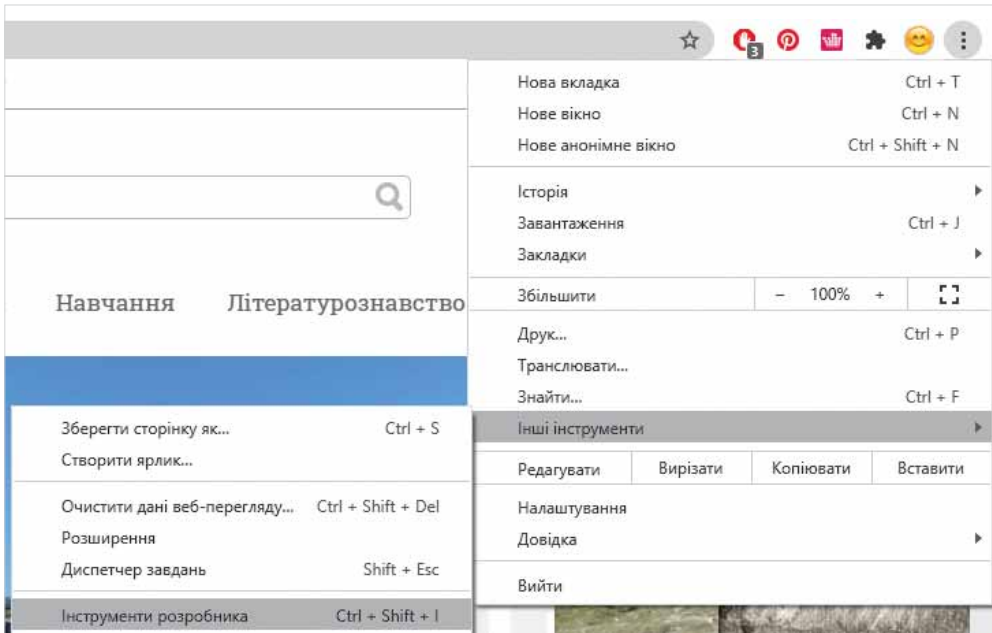 3
Нова вкладка Ctrl + T
Нове вікно Ctrl + N
Нове анонімне вікно Ctrl + Shift + N
Історія
Завантаження Ctrl + J
Закладки
Збільшити − 100% +
Друк... Ctrl + P
Транслювати...
Знайти... Ctrl + F
Інші інструменти
Редагувати Вирізати Копіювати Вставити
Налаштування
Довідка
Вийти
Навчання Літературознавство
Зберегти сторінку як... Ctrl + S
Створити ярлик...
Очистити дані веб-перегляду... Ctrl + Shift + Del
Розширення
Диспетчер завдань Shift + Esc
Інструменти розробника Ctrl + Shift + I